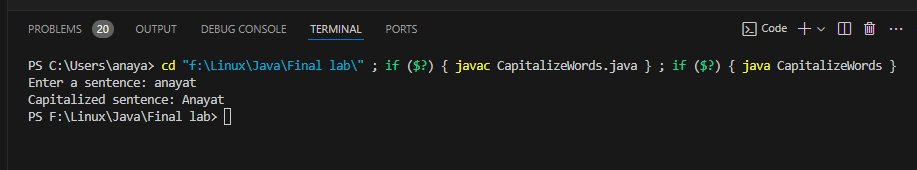 PROBLEMS 20 OUTPUT DEBUG CONSOLE TERMINAL PORTS Code
PS C:\Users\anaya> cd "f:\Linux\Java\Final lab\" ; if ($?) { javac CapitalizeWords.java } ; if ($?) { java CapitalizeWords }
Enter a sentence: anayat
Capitalized sentence: Anayat
PS F:\Linux\Java\Final lab>